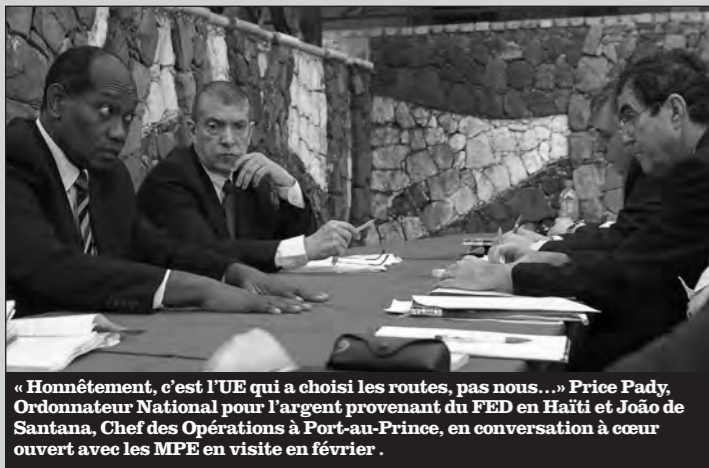 « Honnêtement, c’est l’UE qui a choisi les routes, pas nous…» Price Pady,
Ordonnateur National pour l’argent provenant du FED en Haïti et João de
Santana, Chef des Opérations à Port-au-Prince, en conversation à cœur
ouvert avec les MPE en visite en février .